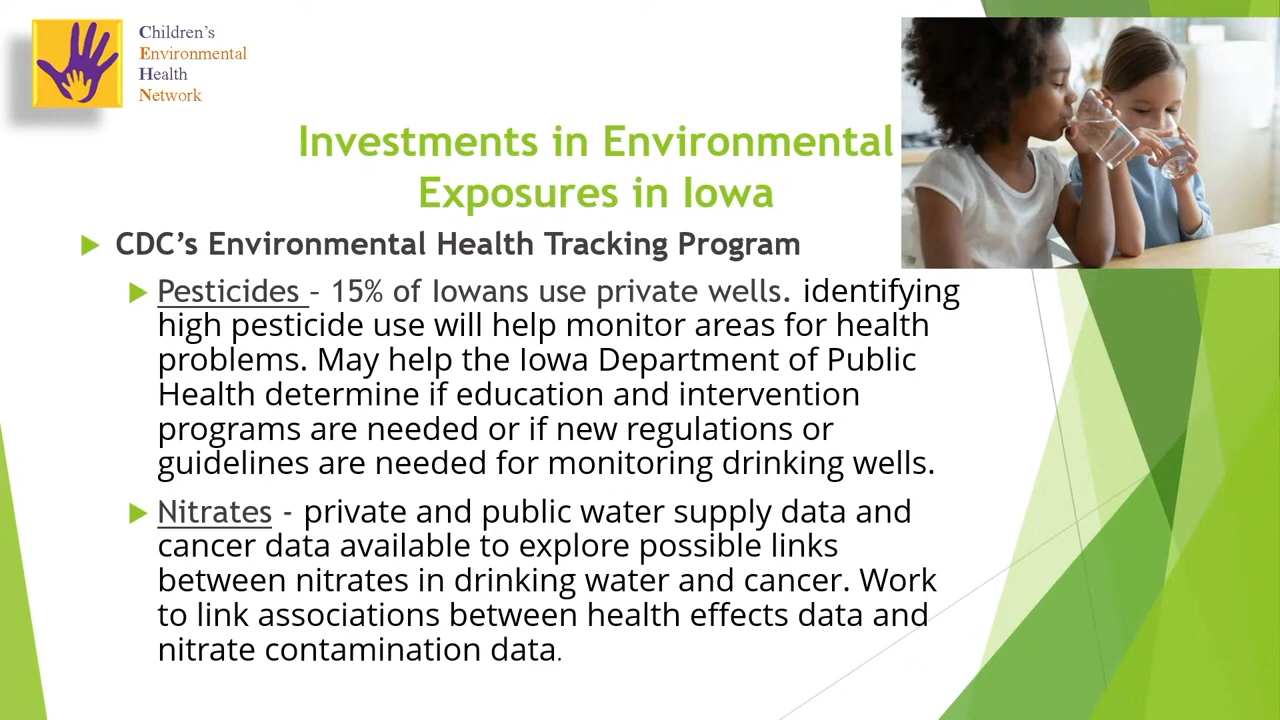 Children's
Environmental
Health
Network
Investments in Environmental
Exposures in Iowa
CDC's Environmental Health Tracking Program
Pesticides – 15% of Iowans use private wells. identifying
high pesticide use will help monitor areas for health
problems. May help the Iowa Department of Public
Health determine if education and intervention
programs are needed or if new regulations or
guidelines are needed for monitoring drinking wells.
Nitrates - private and public water supply data and
cancer data available to explore possible links
between nitrates in drinking water and cancer. Work
to link associations between health effects data and
nitrate contamination data.